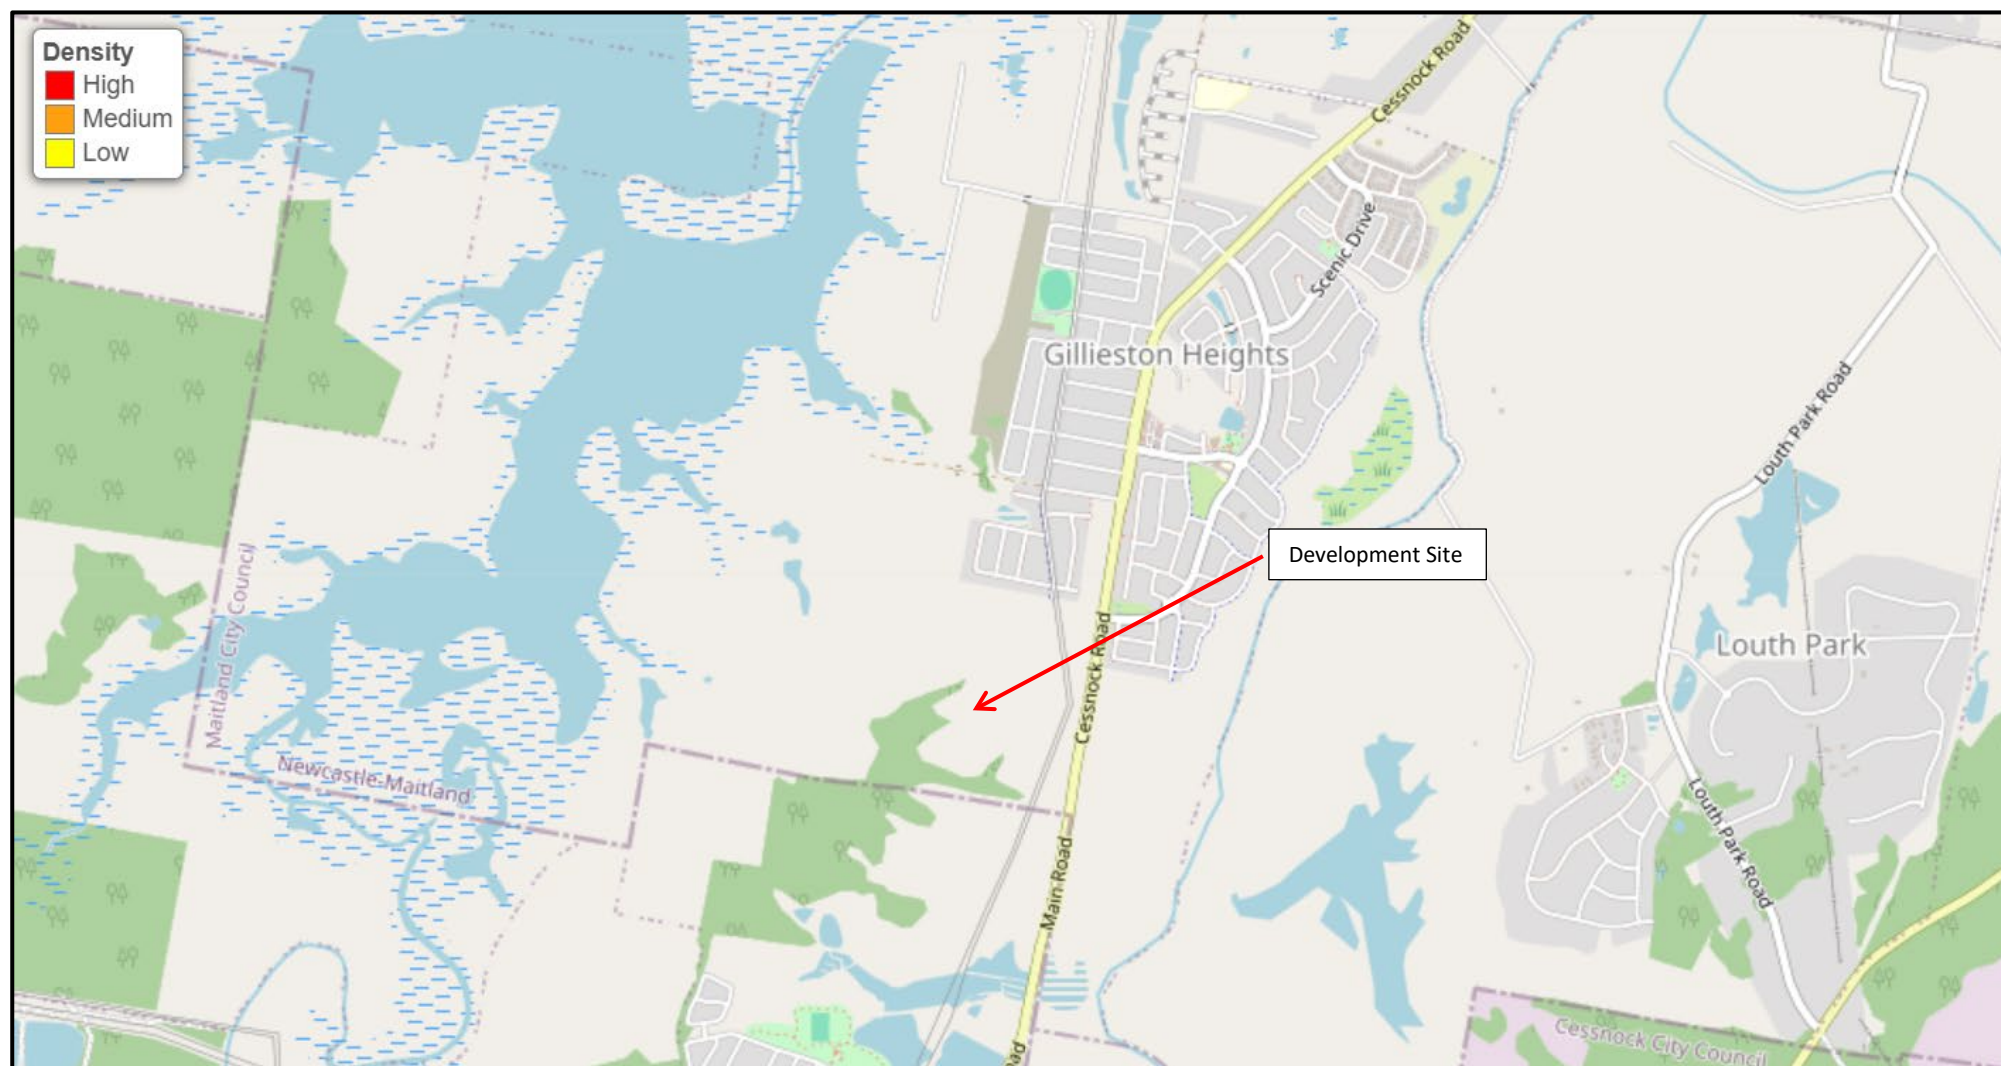 Density
High
Medium
Low
Cessnock Road
Scenic Drive
Gillieston Heights
Louth Park Road
Development Site
Maitland City Council
Cessnock Road
Louth Park
Newcastle-Maitland
Louth Park Road
Main Road
Cessnock City Council
oad